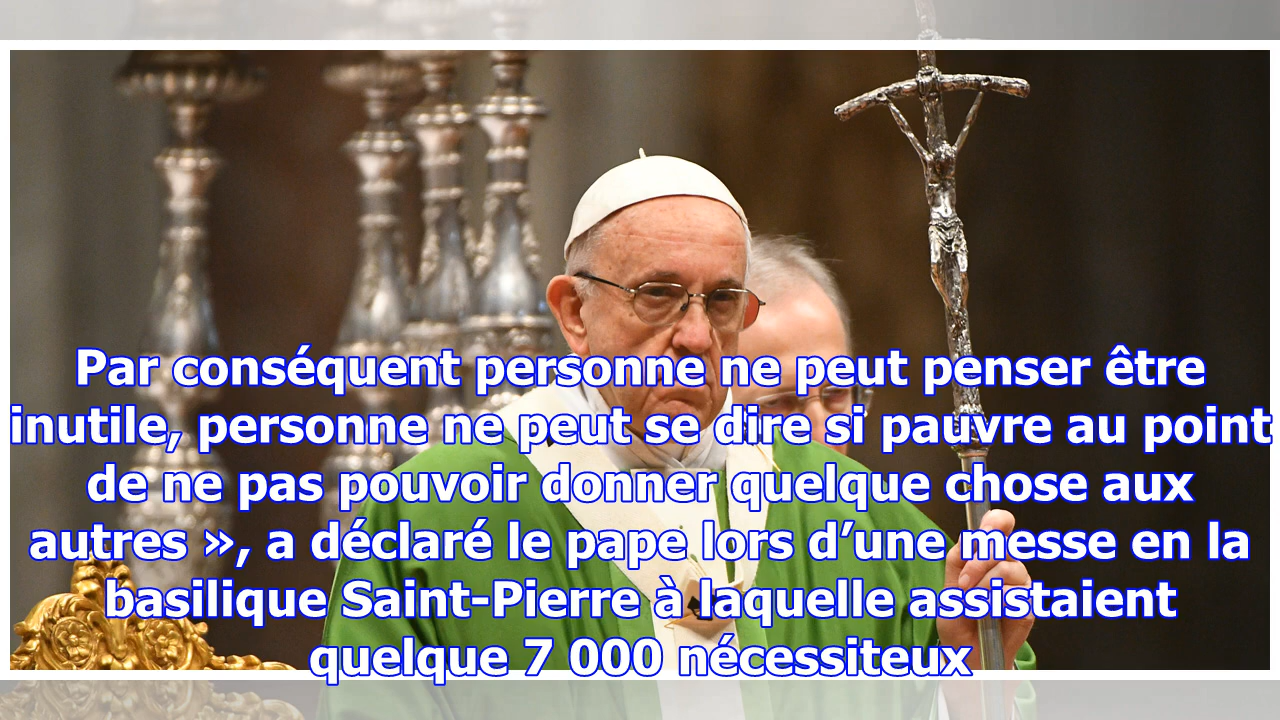 Par conséquent personne ne peut penser être
inutile, personne ne peut se dire si pauvre au point
de ne pas pouvoir donner quelque chose aux
autres », a déclaré le pape lors d’une messe en la
basilique Saint-Pierre à laquelle assistaient
quelque 7 000 nécessiteux